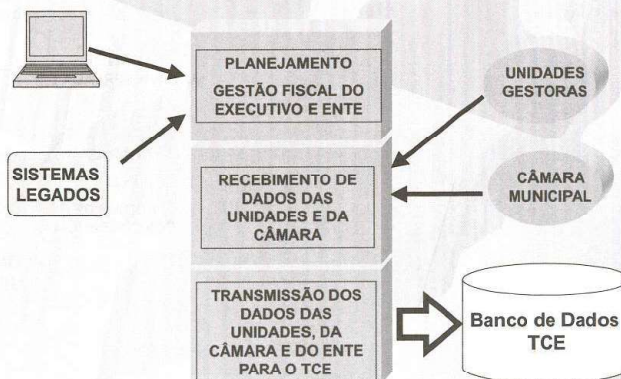 PLANEJAMENTO
GESTÃO FISCAL DO
EXECUTIVO E ENTE
UNIDADES
GESTORAS
SISTEMAS
LEGADOS
RECEBIMENTO DE
DADOS DAS
UNIDADES E DA
CÂMARA
CÂMARA
MUNICIPAL
TRANSMISSÃO DOS
DADOS DAS
UNIDADES, DA
CÂMARA E DO ENTE
PARA O TCE
Banco de Dados
TCE